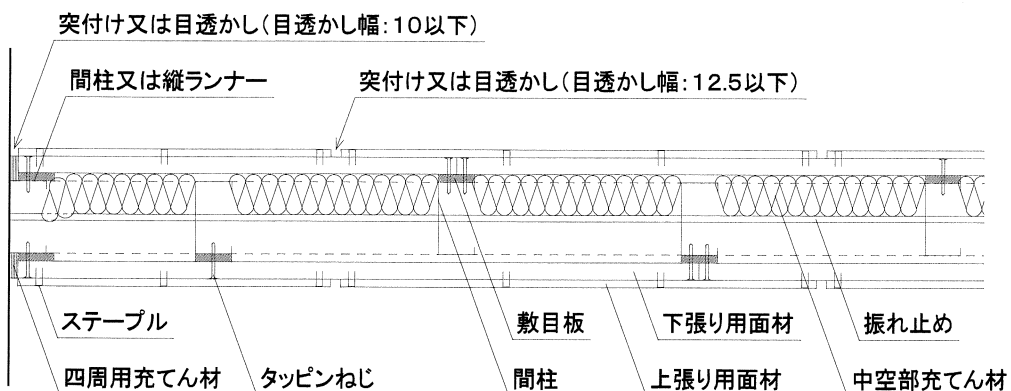 突付け又は目透かし(目透かし幅:10以下)
間柱又は縦ランナー
突付け又は目透かし(目透かし幅:12.5以下)
ステープル
敷目板
下張り用面材
振れ止め
四周用充てん材
タッピンねじ
間柱
上張り用面材
中空部充てん材